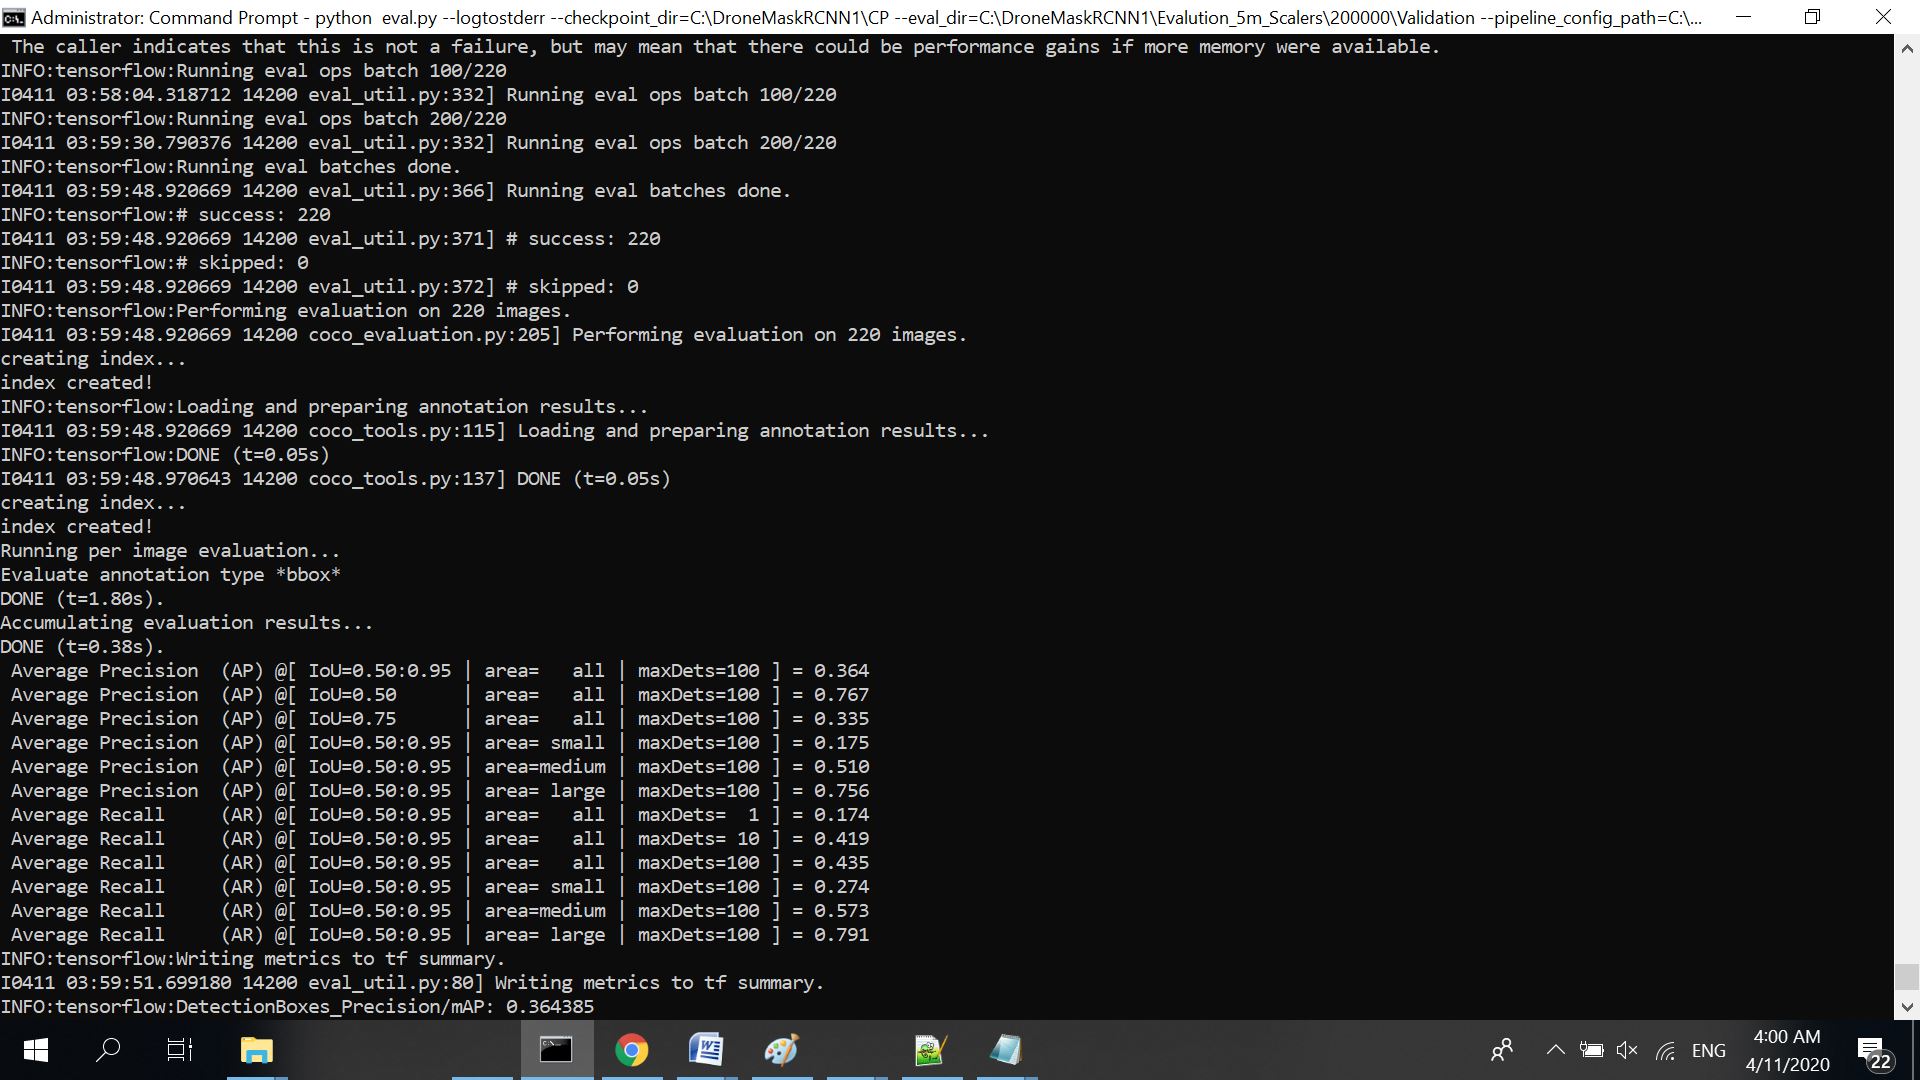 Administrator: Command Prompt - python  eval.py --logtostderr --checkpoint_dir=C:\DroneMaskRCNN1\CP --eval_dir=C:\DroneMaskRCNN1\Evalution_5m_Scalers\200000\Validation --pipeline_config_path=C:\...
 The caller indicates that this is not a failure, but may mean that there could be performance gains if more memory were available.
INFO:tensorflow:Running eval ops batch 100/220
I0411 03:58:04.318712 14200 eval_util.py:332] Running eval ops batch 100/220
INFO:tensorflow:Running eval ops batch 200/220
I0411 03:59:30.790376 14200 eval_util.py:332] Running eval ops batch 200/220
INFO:tensorflow:Running eval batches done.
I0411 03:59:48.920669 14200 eval_util.py:366] Running eval batches done.
INFO:tensorflow:# success: 220
I0411 03:59:48.920669 14200 eval_util.py:371] # success: 220
INFO:tensorflow:# skipped: 0
I0411 03:59:48.920669 14200 eval_util.py:372] # skipped: 0
INFO:tensorflow:Performing evaluation on 220 images.
I0411 03:59:48.920669 14200 coco_evaluation.py:205] Performing evaluation on 220 images.
creating index...
index created!
INFO:tensorflow:Loading and preparing annotation results...
I0411 03:59:48.920669 14200 coco_tools.py:115] Loading and preparing annotation results...
INFO:tensorflow:DONE (t=0.05s)
I0411 03:59:48.970643 14200 coco_tools.py:137] DONE (t=0.05s)
creating index...
index created!
Running per image evaluation...
Evaluate annotation type *bbox*
DONE (t=1.80s).
Accumulating evaluation results...
DONE (t=0.38s).
 Average Precision  (AP) @[ IoU=0.50:0.95 | area=   all | maxDets=100 ] = 0.364
 Average Precision  (AP) @[ IoU=0.50      | area=   all | maxDets=100 ] = 0.767
 Average Precision  (AP) @[ IoU=0.75      | area=   all | maxDets=100 ] = 0.335
 Average Precision  (AP) @[ IoU=0.50:0.95 | area= small | maxDets=100 ] = 0.175
 Average Precision  (AP) @[ IoU=0.50:0.95 | area=medium | maxDets=100 ] = 0.510
 Average Precision  (AP) @[ IoU=0.50:0.95 | area= large | maxDets=100 ] = 0.756
 Average Recall     (AR) @[ IoU=0.50:0.95 | area=   all | maxDets=  1 ] = 0.174
 Average Recall     (AR) @[ IoU=0.50:0.95 | area=   all | maxDets= 10 ] = 0.419
 Average Recall     (AR) @[ IoU=0.50:0.95 | area=   all | maxDets=100 ] = 0.435
 Average Recall     (AR) @[ IoU=0.50:0.95 | area= small | maxDets=100 ] = 0.274
 Average Recall     (AR) @[ IoU=0.50:0.95 | area=medium | maxDets=100 ] = 0.573
 Average Recall     (AR) @[ IoU=0.50:0.95 | area= large | maxDets=100 ] = 0.791
INFO:tensorflow:Writing metrics to tf summary.
I0411 03:59:51.699180 14200 eval_util.py:80] Writing metrics to tf summary.
INFO:tensorflow:DetectionBoxes_Precision/mAP: 0.364385
ENG
4:00 AM
4/11/2020
22